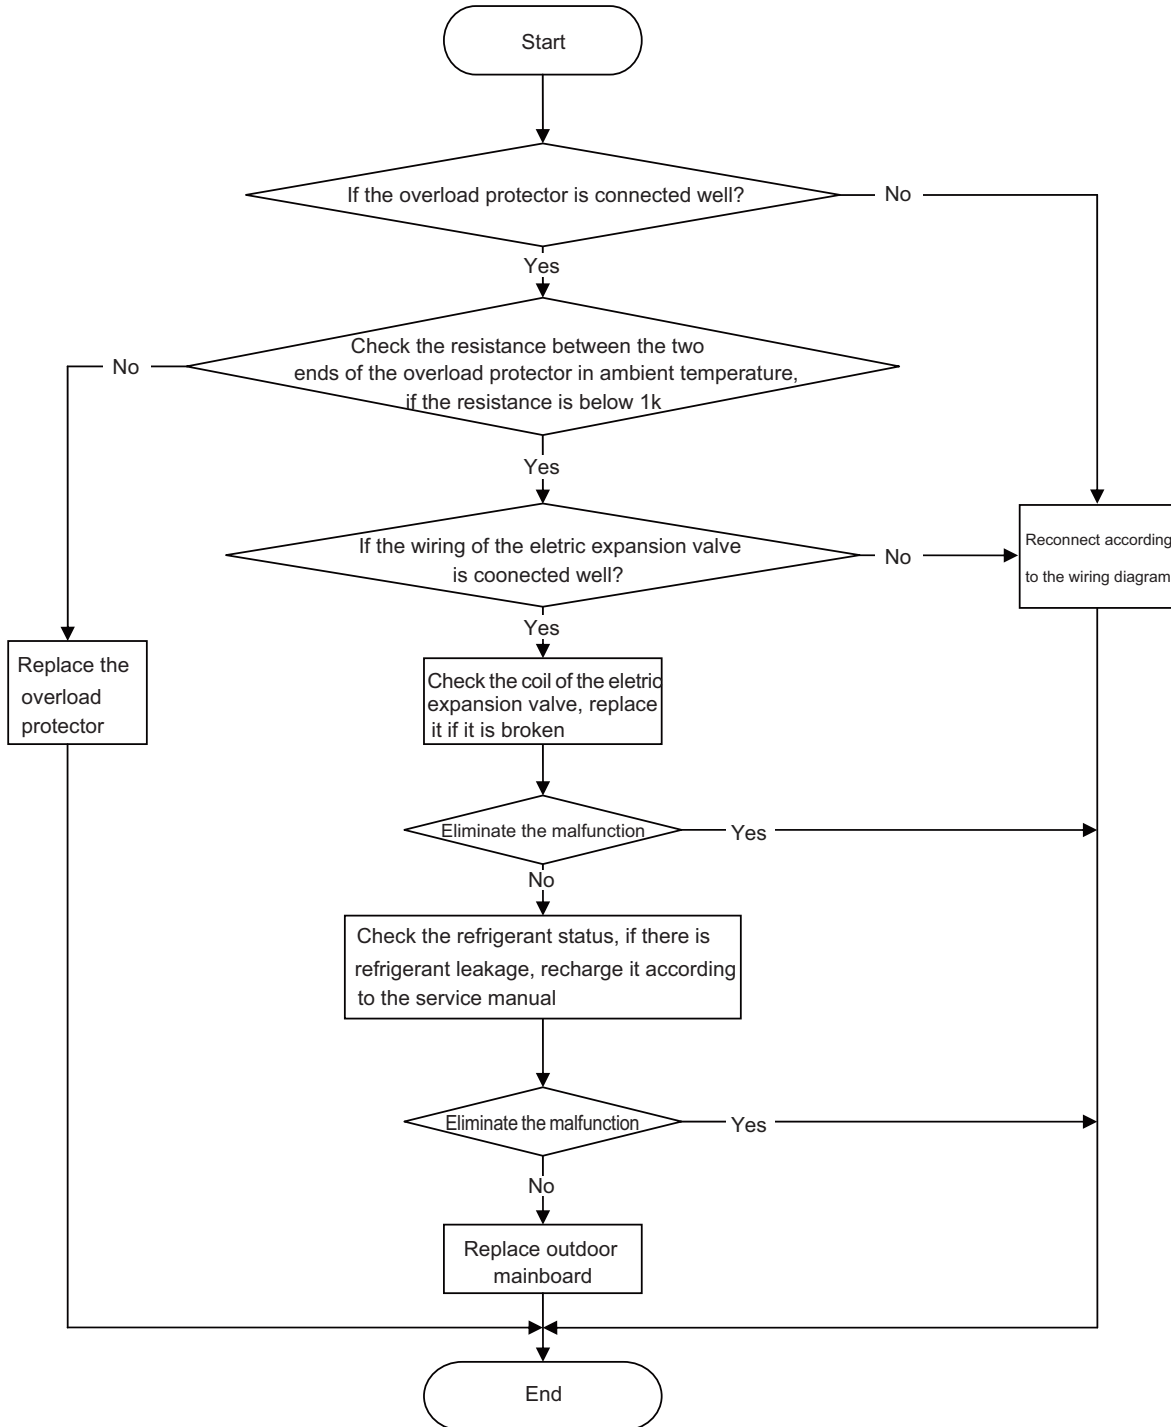 Start
If the overload protector is connected well?
No
Yes
Check the resistance between the two
ends of the overload protector in ambient temperature,
if the resistance is below 1k
No
Yes
If the wiring of the eletric expansion valve
is coonected well?
No
Reconnect according
to the wiring diagram
Yes
Replace the
overload
protector
Check the coil of the eletric
expansion valve, replace
it if it is broken
Eliminate the malfunction
Yes
No
Check the refrigerant status, if there is
refrigerant leakage, recharge it according
to the service manual
Eliminate the malfunction
Yes
No
Replace outdoor
mainboard
End